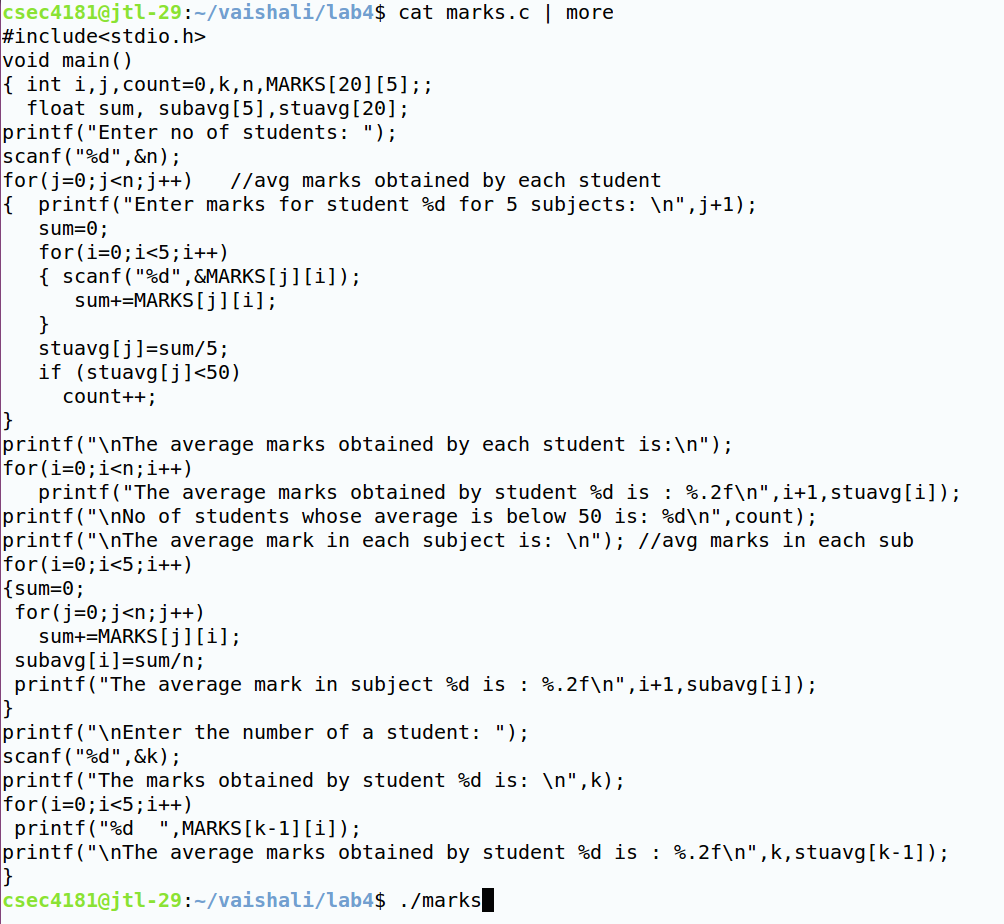 csec4181@jtl-29:~/vaishali/lab4$ cat marks.c | more
#include<stdio.h>
void main()
{ int i,j,count=0,k,n,MARKS[20][5];;
  float sum, subavg[5],stuavg[20];
printf("Enter no of students: ");
scanf("%d",&n);
for(j=0;j<n;j++)   //avg marks obtained by each student
{  printf("Enter marks for student %d for 5 subjects: \n",j+1);
   sum=0;
   for(i=0;i<5;i++)
   { scanf("%d",&MARKS[j][i]);
      sum+=MARKS[j][i];
   }
   stuavg[j]=sum/5;
   if (stuavg[j]<50)
     count++;
}
printf("\nThe average marks obtained by each student is:\n");
for(i=0;i<n;i++)
   printf("The average marks obtained by student %d is : %.2f\n",i+1,stuavg[i]);
printf("\nNo of students whose average is below 50 is: %d\n",count);
printf("\nThe average mark in each subject is: \n"); //avg marks in each sub
for(i=0;i<5;i++)
{sum=0;
 for(j=0;j<n;j++)
   sum+=MARKS[j][i];
 subavg[i]=sum/n;
 printf("The average mark in subject %d is : %.2f\n",i+1,subavg[i]);
}
printf("\nEnter the number of a student: ");
scanf("%d",&k);
printf("The marks obtained by student %d is: \n",k);
for(i=0;i<5;i++)
 printf("%d  ",MARKS[k-1][i]);
printf("\nThe average marks obtained by student %d is : %.2f\n",k,stuavg[k-1]);
}
csec4181@jtl-29:~/vaishali/lab4$ ./marks